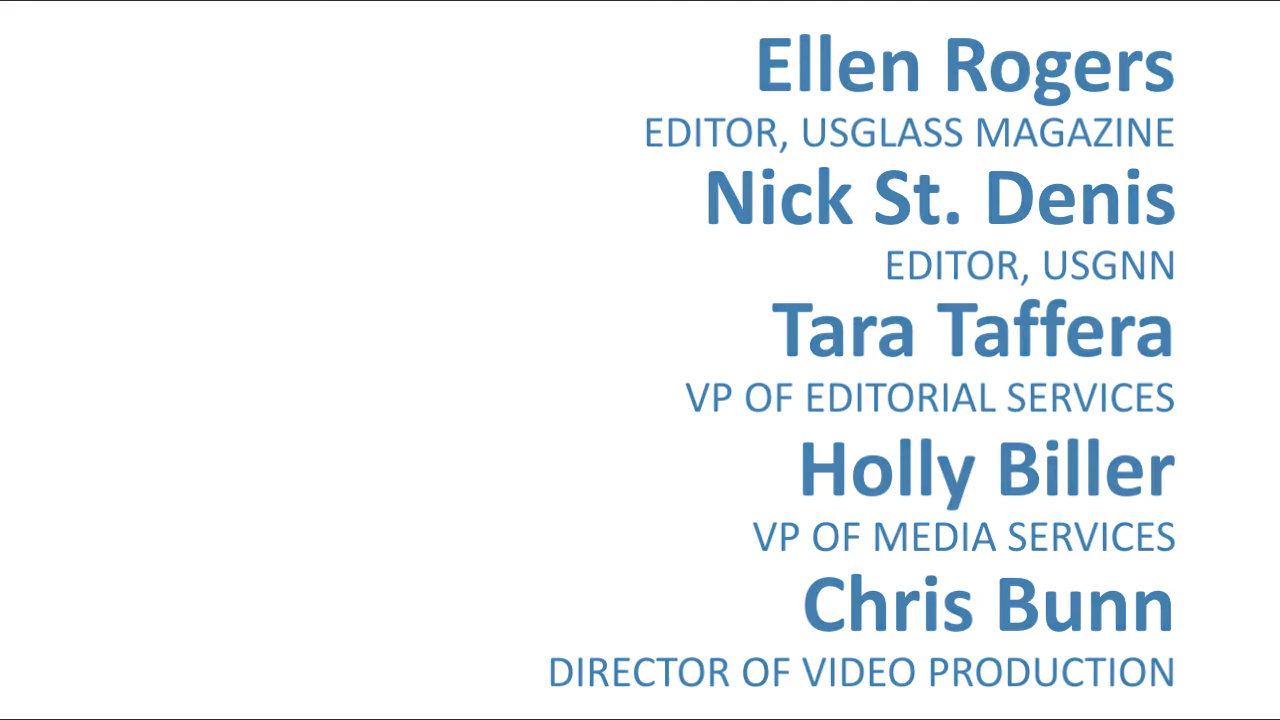 Ellen Rogers
EDITOR, USGLASS MAGAZINE
Nick St. Denis
EDITOR, USGNN
Tara Taffera
VP OF EDITORIAL SERVICES
Holly Biller
VP OF MEDIA SERVICES
Chris Bunn
DIRECTOR OF VIDEO PRODUCTION